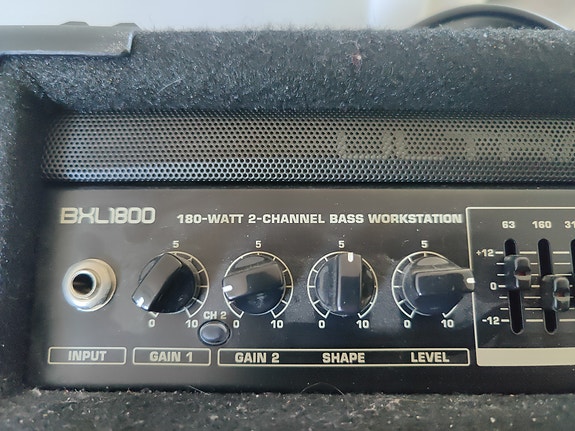 BXL1800 180-WATT 2-CHANNEL BASS WORKSTATION
63 160
5 5 5 5
+12
0
-12
0 10 0 10 0 10 0 10
CH 2
INPUT GAIN 1 GAIN 2 SHAPE LEVEL